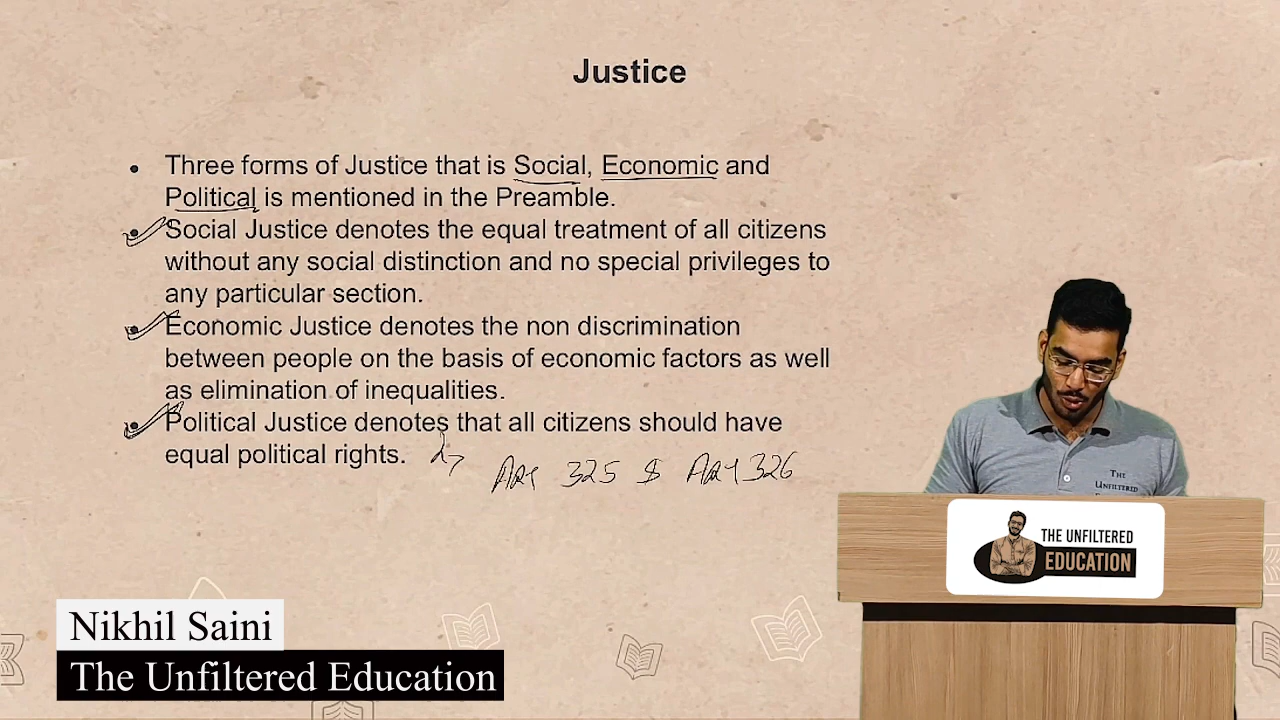 Justice
• Three forms of Justice that is Social, Economic and
Political is mentioned in the Preamble.
• Social Justice denotes the equal treatment of all citizens
without any social distinction and no special privileges to
any particular section.
• Economic Justice denotes the non discrimination
between people on the basis of economic factors as well
as elimination of inequalities.
• Political Justice denotes that all citizens should have
equal political rights.
Art 325 & Art 326
THE
UNFILTERED
THE UNFILTERED
EDUCATION
Nikhil Saini
The Unfiltered Education